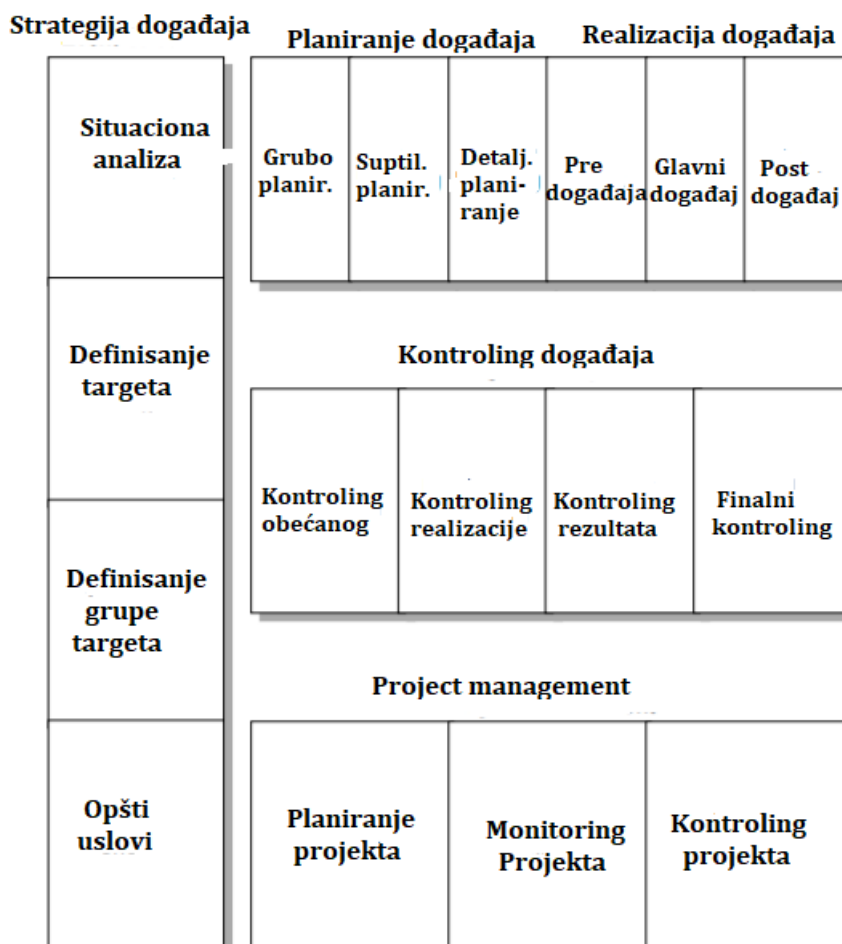 Strategija događaja
Planiranje događaja
Realizacija događaja
Situaciona
analiza
Definisanje
targeta
Definisanje
grupe
targeta
Opšti
uslovi
Grubo
planir.
Suptil.
planir.
Detalj.
plani-
ranje
Pre
događaja
Glavni
događaj
Post
događaj
Kontroling događaja
Kontroling
obećanog
Kontroling
realizacije
Kontroling
rezultata
Finalni
kontroling
Project management
Planiranje
projekta
Monitoring
Projekta
Kontroling
projekta